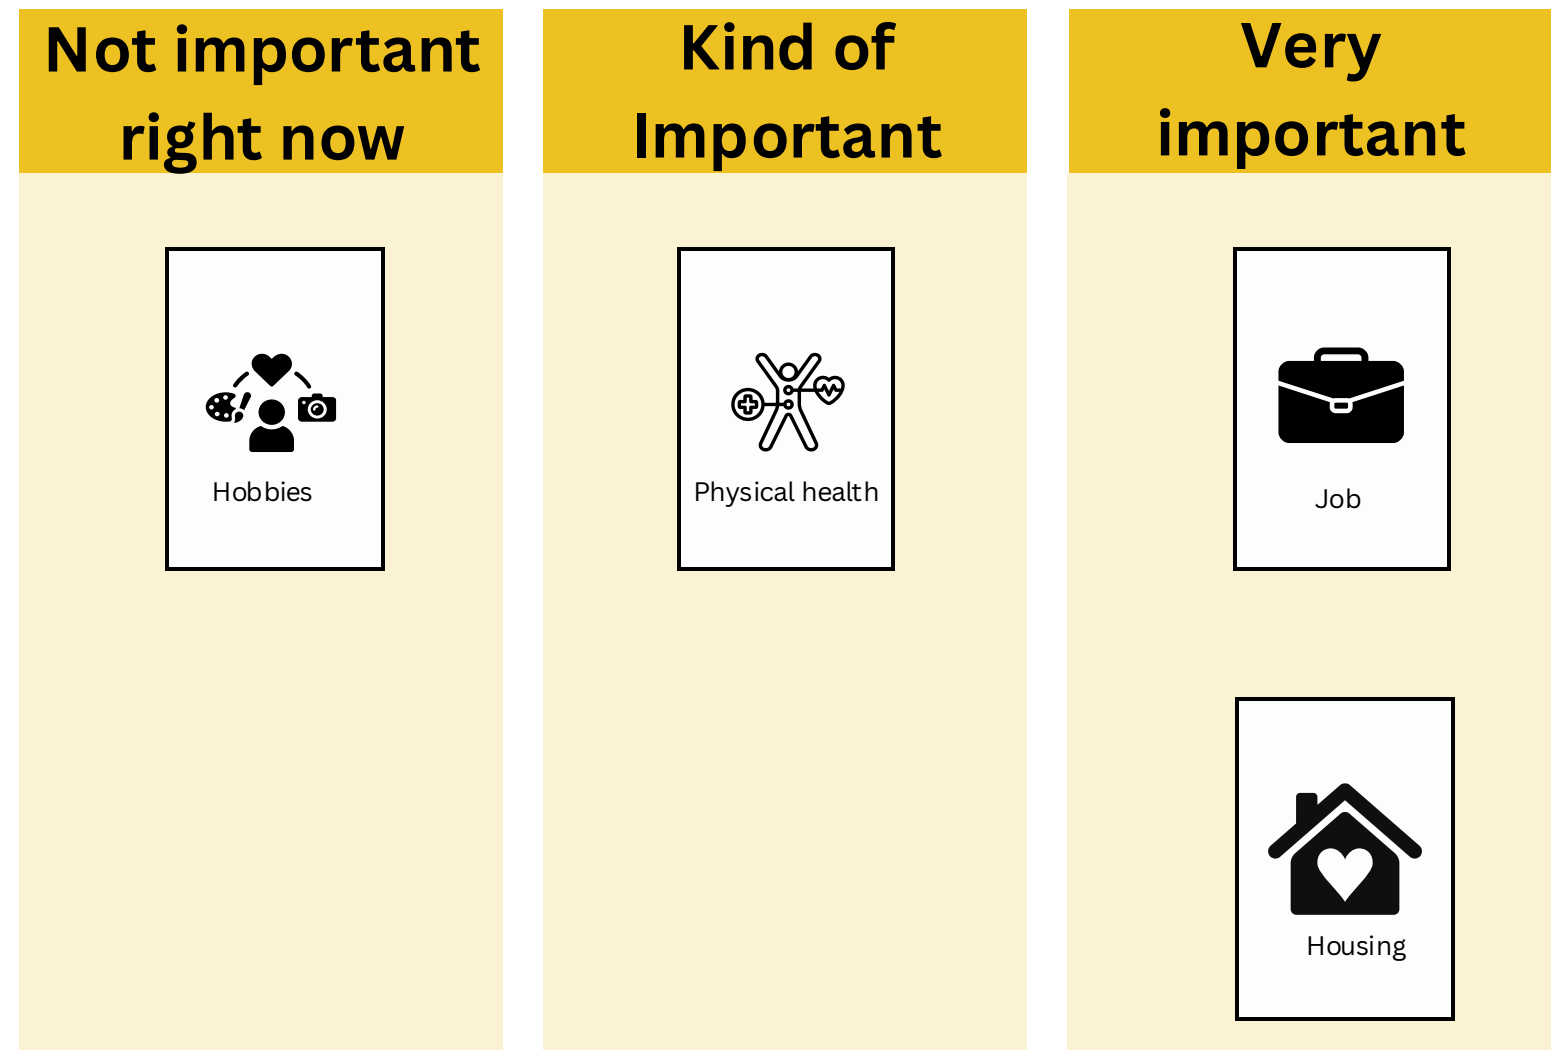 Not important
right now
Kind of
Important
Very
important
Hobbies
Physical health
Job
Housing